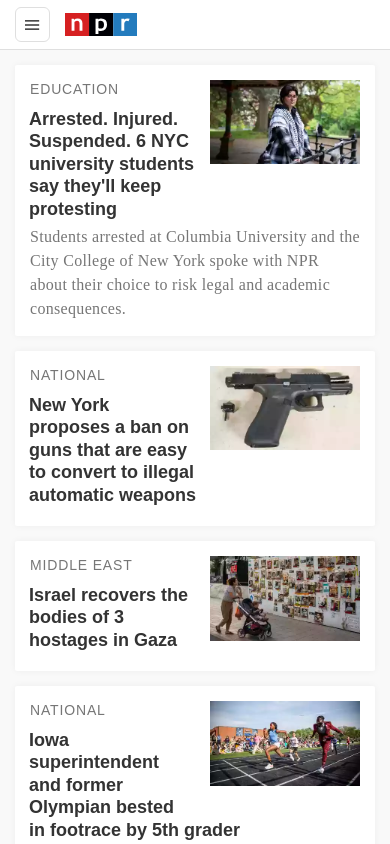 npr
EDUCATION
Arrested. Injured.
Suspended. 6 NYC
university students
say they'll keep
protesting
Students arrested at Columbia University and the
City College of New York spoke with NPR
about their choice to risk legal and academic
consequences.
NATIONAL
New York
proposes a ban on
guns that are easy
to convert to illegal
automatic weapons
MIDDLE EAST
Israel recovers the
bodies of 3
hostages in Gaza
NATIONAL
Iowa
superintendent
and former
Olympian bested
in footrace by 5th grader